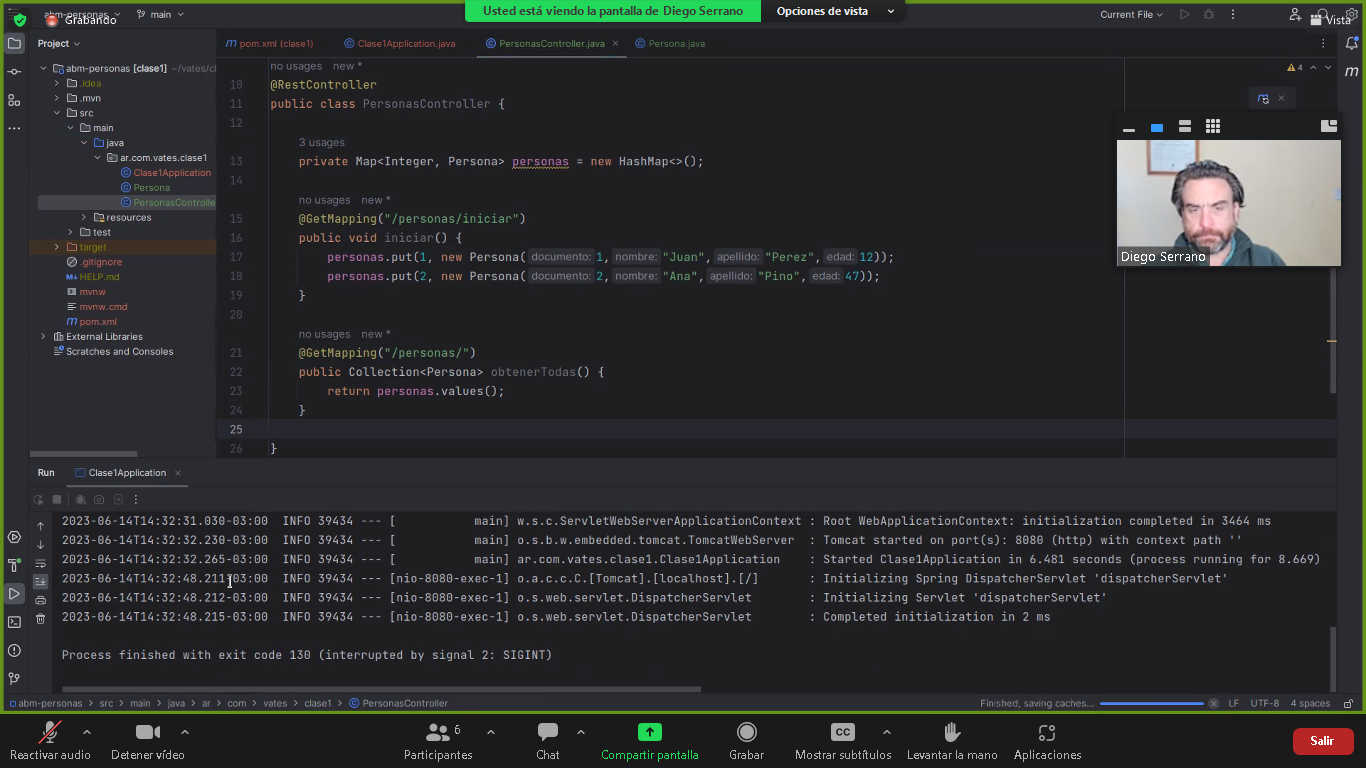 Grabando
abm-personas
main
Usted está viendo la pantalla de Diego Serrano
Opciones de vista
Current File
Vista
Project
pom.xml (clase1)
Clase1Application.java
PersonasController.java
Persona.java
abm-personas [clase1]
.idea
.mvn
src
main
java
ar.com.vates.clase1
Clase1Application
Persona
PersonasControlle
resources
test
target
.gitignore
HELP.md
mvnw
mvnw.cmd
pom.xml
External Libraries
Scratches and Consoles
no usages new *
10 @RestController
11 public class PersonasController {
12
3 usages
13 private Map<Integer, Persona> personas = new HashMap<>();
14
no usages new *
15 @GetMapping("/personas/iniciar")
16 public void iniciar() {
17 personas.put(1, new Persona( documento: 1, nombre: "Juan", apellido: "Perez", edad: 12));
18 personas.put(2, new Persona( documento: 2, nombre: "Ana", apellido: "Pino", edad: 47));
19 }
20
no usages new *
21 @GetMapping("/personas/")
22 public Collection<Persona> obtenerTodas() {
23 return personas.values();
24 }
25
26 }
4
Diego Serrano
Run
Clase1Application
2023-06-14T14:32:31.030-03:00 INFO 39434 --- [ main] w.s.c.ServletWebServerApplicationContext : Root WebApplicationContext: initialization completed in 3464 ms
2023-06-14T14:32:32.230-03:00 INFO 39434 --- [ main] o.s.b.w.embedded.tomcat.TomcatWebServer : Tomcat started on port(s): 8080 (http) with context path ''
2023-06-14T14:32:32.265-03:00 INFO 39434 --- [ main] ar.com.vates.clase1.Clase1Application : Started Clase1Application in 6.481 seconds (process running for 8.669)
2023-06-14T14:32:48.211-03:00 INFO 39434 --- [nio-8080-exec-1] o.a.c.c.C.[Tomcat].[localhost].[/] : Initializing Spring DispatcherServlet 'dispatcherServlet'
2023-06-14T14:32:48.212-03:00 INFO 39434 --- [nio-8080-exec-1] o.s.web.servlet.DispatcherServlet : Initializing Servlet 'dispatcherServlet'
2023-06-14T14:32:48.215-03:00 INFO 39434 --- [nio-8080-exec-1] o.s.web.servlet.DispatcherServlet : Completed initialization in 2 ms
Process finished with exit code 130 (interrupted by signal 2: SIGINT)
abm-personas > src > main > java > ar > com > vates > clase1 > PersonasController
Finished, saving caches... LF UTF-8 4 spaces
Reactivar audio
Detener vídeo
Participantes 6
Chat
Compartir pantalla
Grabar
CC
Mostrar subtítulos
Levantar la mano
Aplicaciones
Salir